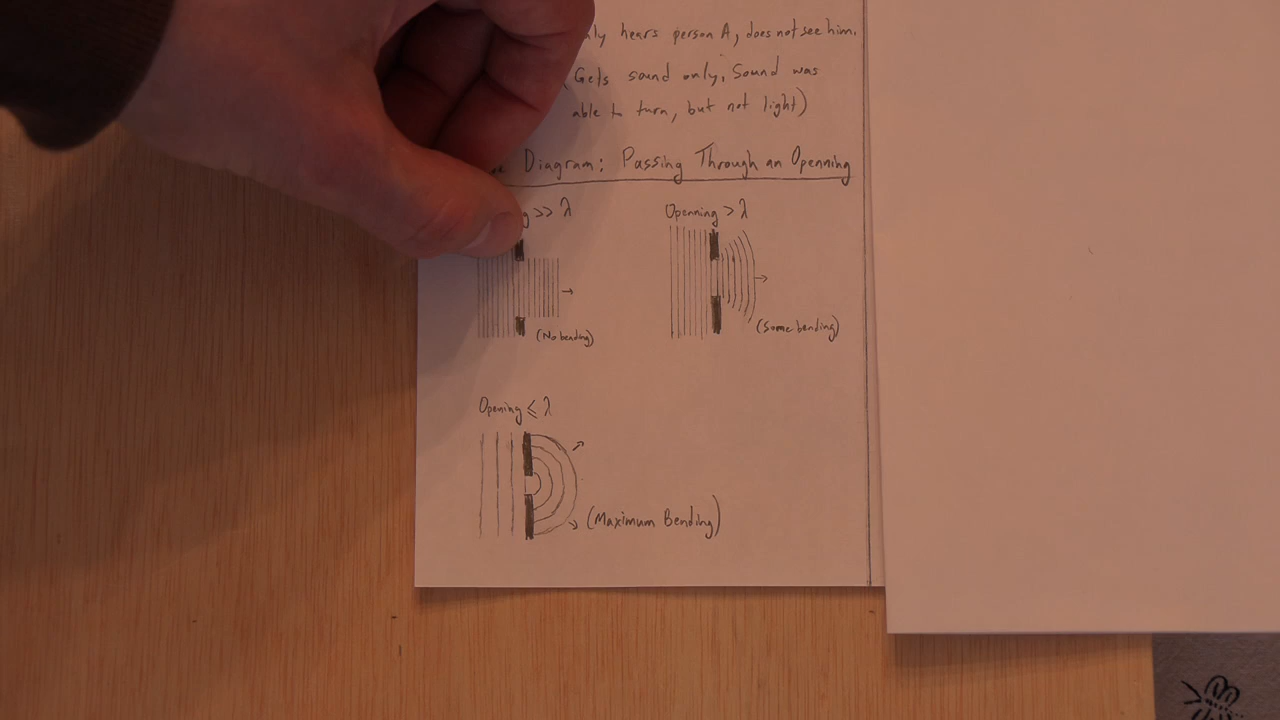 hears person A, does not see him.
(Gets sound only, Sound was
able to turn, but not light)
Diagram: Passing Through an Openning
>> λ
Openning > λ
(No bending)
(Some bending)
Opening ≤ λ
(Maximum Bending)